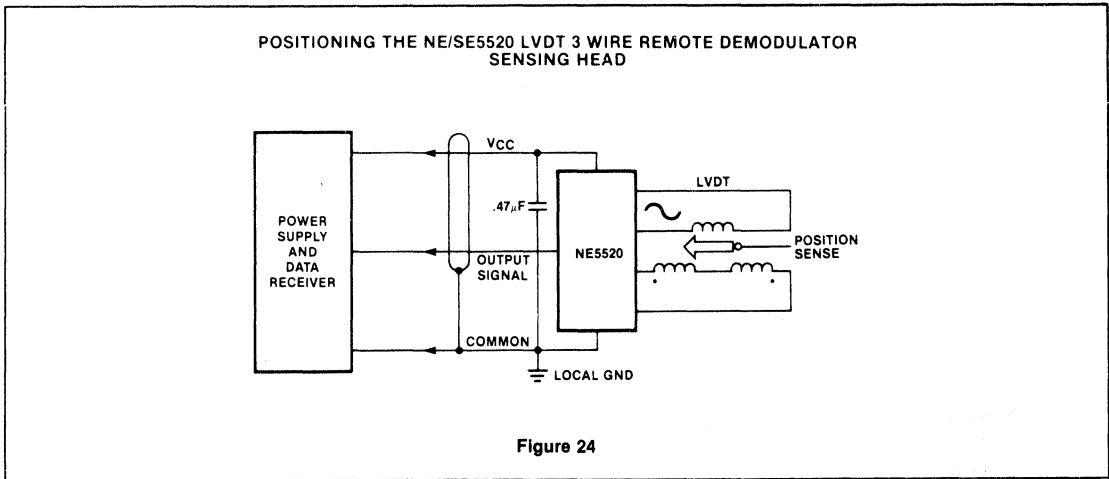 POSITIONING THE NE/SE5520 LVDT 3 WIRE REMOTE DEMODULATOR
SENSING HEAD
POWER
SUPPLY
AND
DATA
RECEIVER
VCC
.47μF
OUTPUT
SIGNAL
COMMON
LOCAL GND
NE5520
LVDT
POSITION
SENSE
Figure 24